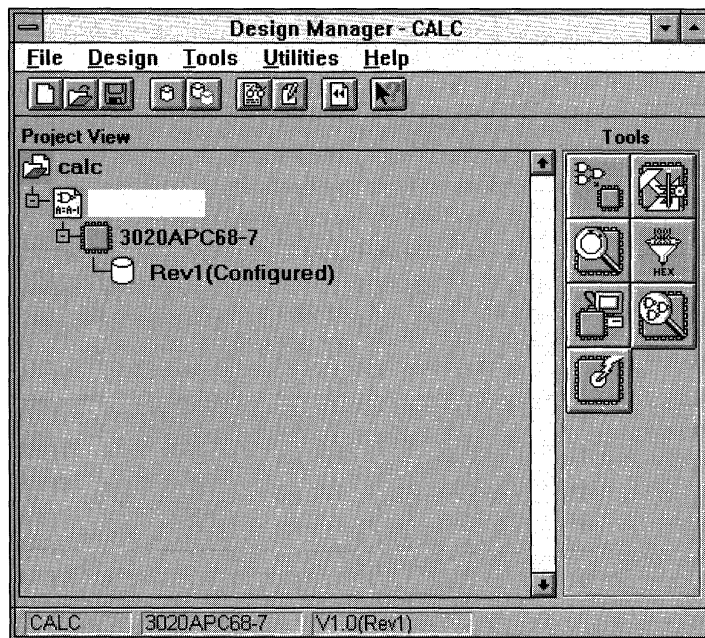 Design Manager - CALC
File Design Tools Utilities Help
Project View
Tools
calc
A=A-1
3020APC68-7
Rev1(Configured)
HEX
CALC 3020APC68-7 V1.0(Rev1)